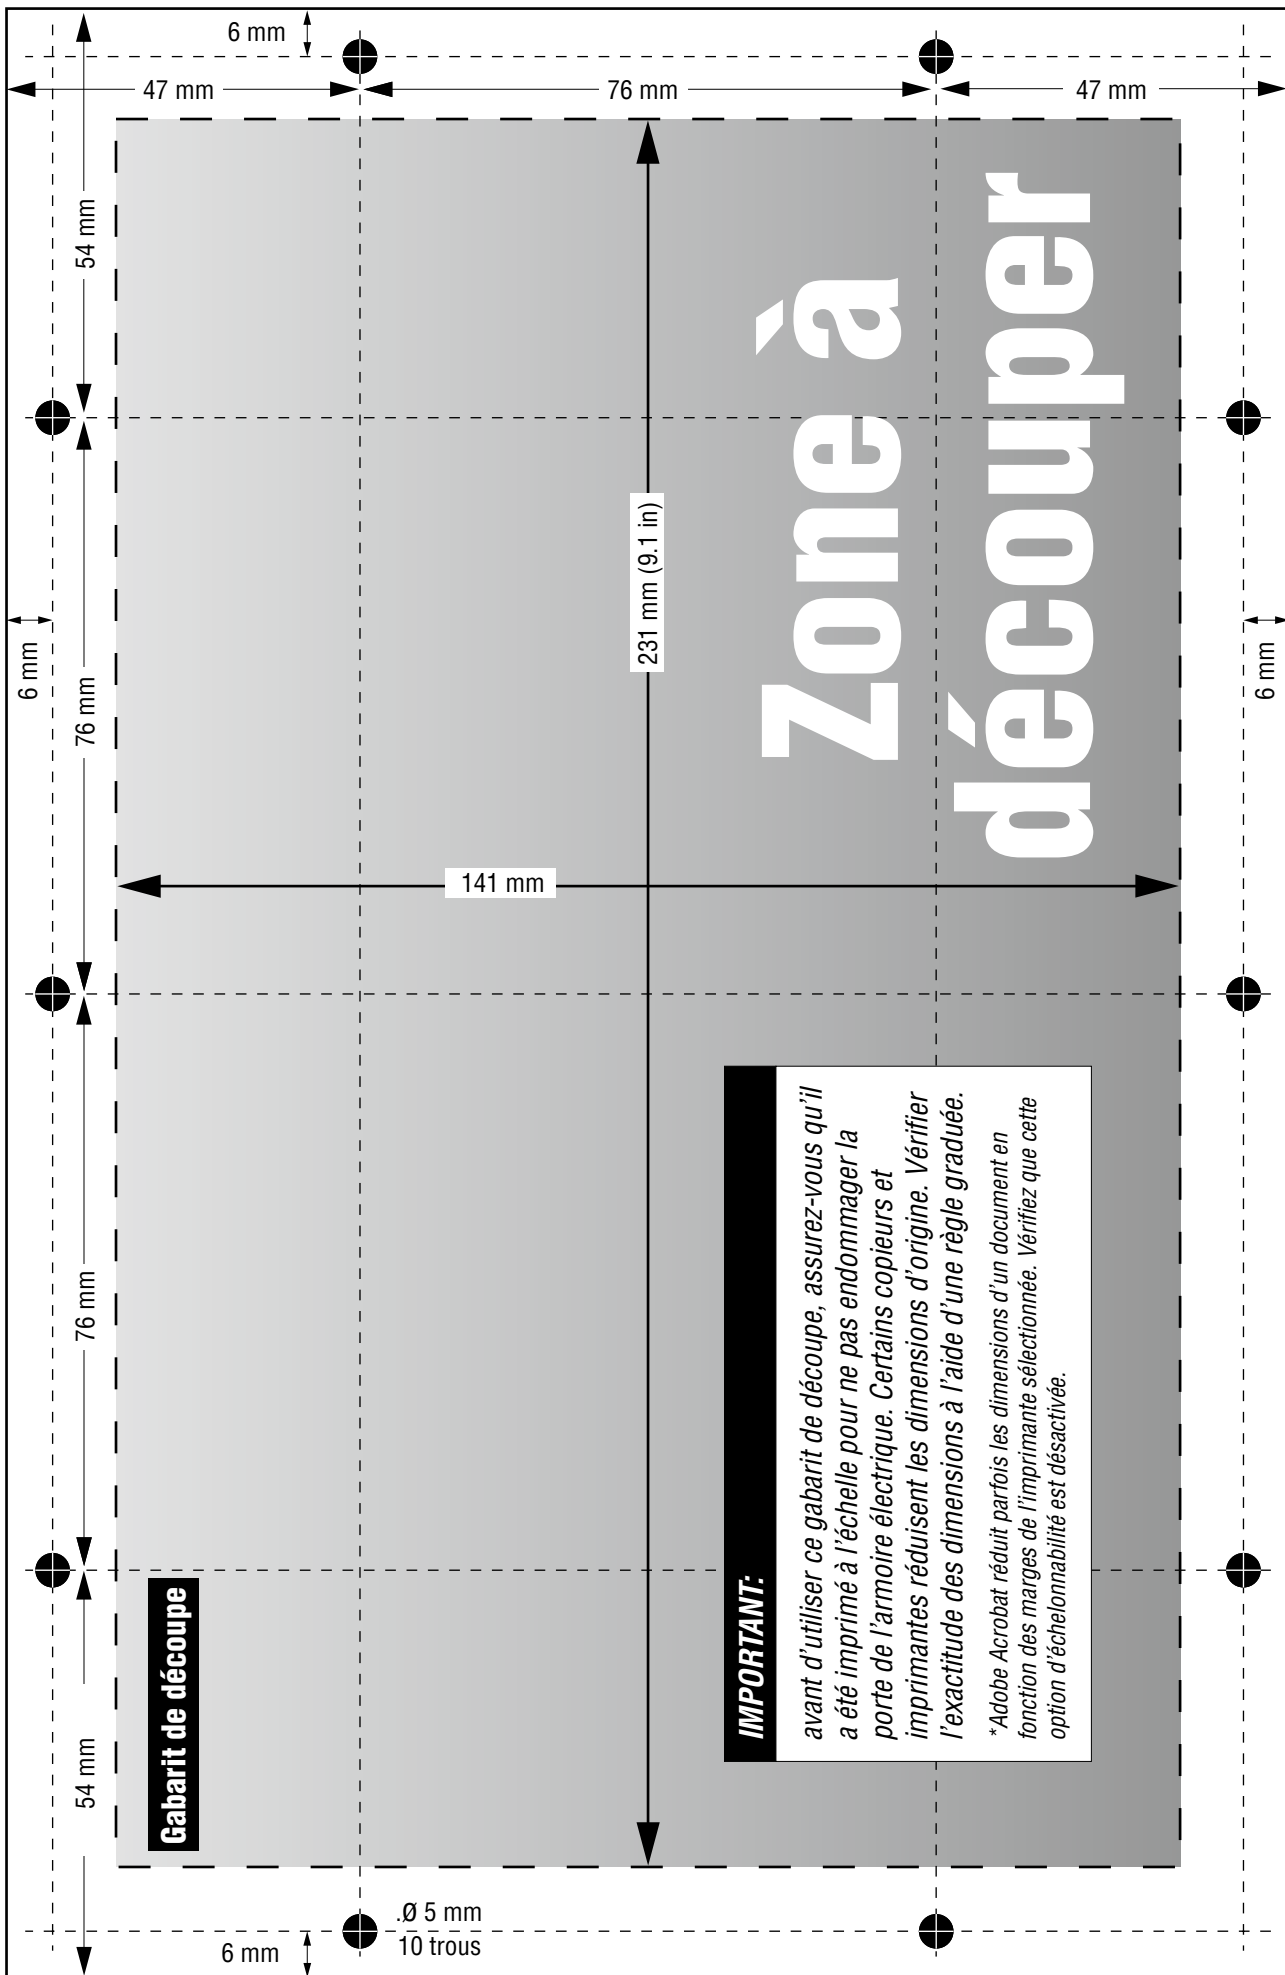 6 mm
47 mm
76 mm
47 mm
54 mm
76 mm
6 mm
6 mm
231 mm (9.1 in)
141 mm
Zone à
découper
76 mm
54 mm
Gabarit de découpe
IMPORTANT:
avant d'utiliser ce gabarit de découpe, assurez-vous qu'il
a été imprimé à l'échelle pour ne pas endommager la
porte de l'armoire électrique. Certains copieurs et
imprimantes réduisent les dimensions d'origine. Vérifier
l'exactitude des dimensions à l'aide d'une règle graduée.
*Adobe Acrobat réduit parfois les dimensions d'un document en
fonction des marges de l'imprimante sélectionnée. Vérifiez que cette
option d'échelonnabilité est désactivée.
.Ø 5 mm
10 trous
6 mm